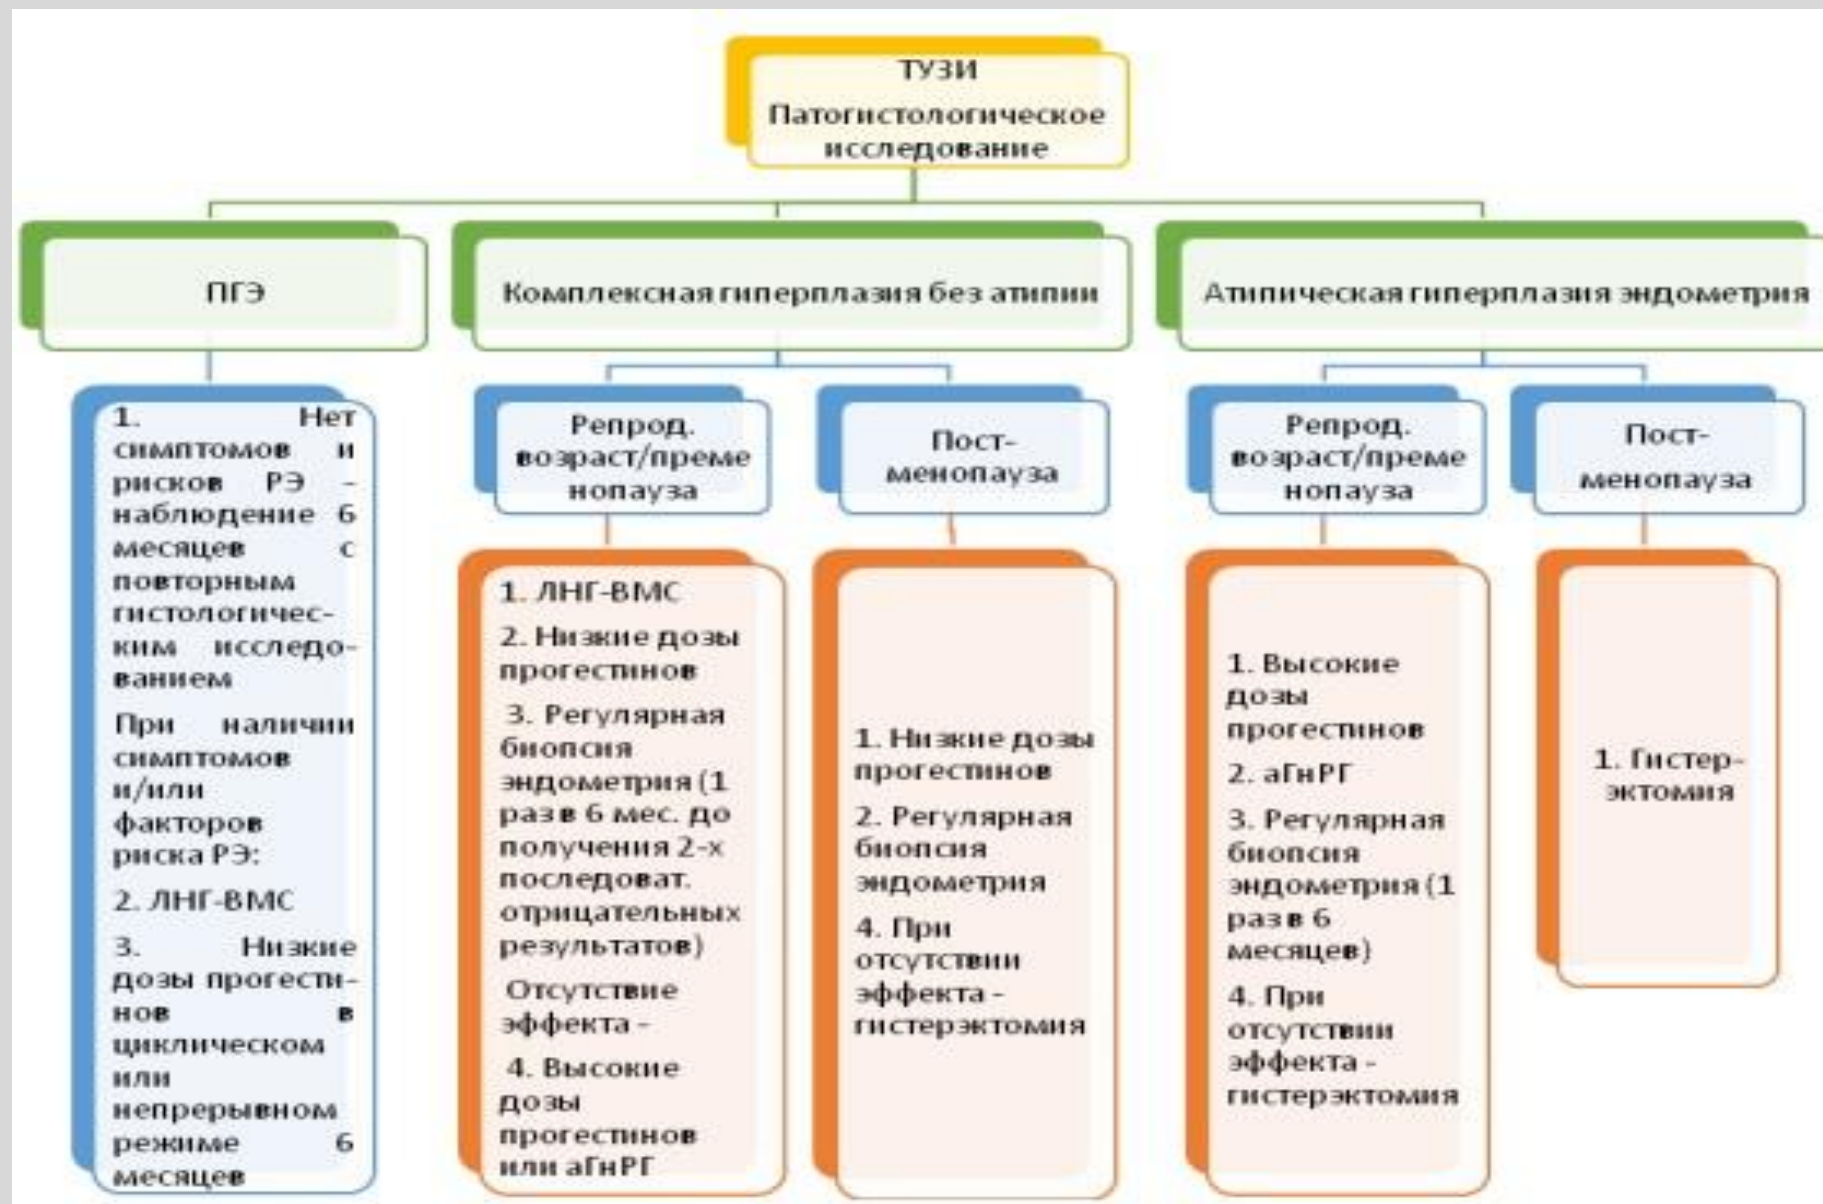 ТУЗИ
Патогистологическое
исследование
ПГЭ
Комплексная гиперплазия без атипии
Атипическая гиперплазия эндометрия
1. Нет
симптомов и
рисков РЭ -
наблюдение 6
месяцев с
повторным
гистологичес-
ким исследо-
ванием
При наличии
симптомов
и/или
факторов
риска РЭ:
2. ЛНГ-ВМС
3. Низкие
дозы прогести-
нов в
циклическом
или
непрерывном
режиме 6
месяцев
Репрод.
возраст/преме
нопауза
1. ЛНГ-ВМС
2. Низкие дозы
прогестинов
3. Регулярная
биопсия
эндометрия (1
раз в 6 мес. до
получения 2-х
последоват.
отрицательных
результатов)
Отсутствие
эффекта -
4. Высокие
дозы
прогестинов
или аГнРГ
Пост-
менопауза
1. Низкие дозы
прогестинов
2. Регулярная
биопсия
эндометрия
4. При
отсутствии
эффекта -
гистерэктомия
Репрод.
возраст/преме
нопауза
1. Высокие
дозы
прогестинов
2. аГнРГ
3. Регулярная
биопсия
эндометрия (1
раз в 6
месяцев)
4. При
отсутствии
эффекта -
гистерэктомия
Пост-
менопауза
1. Гистер-
эктомия